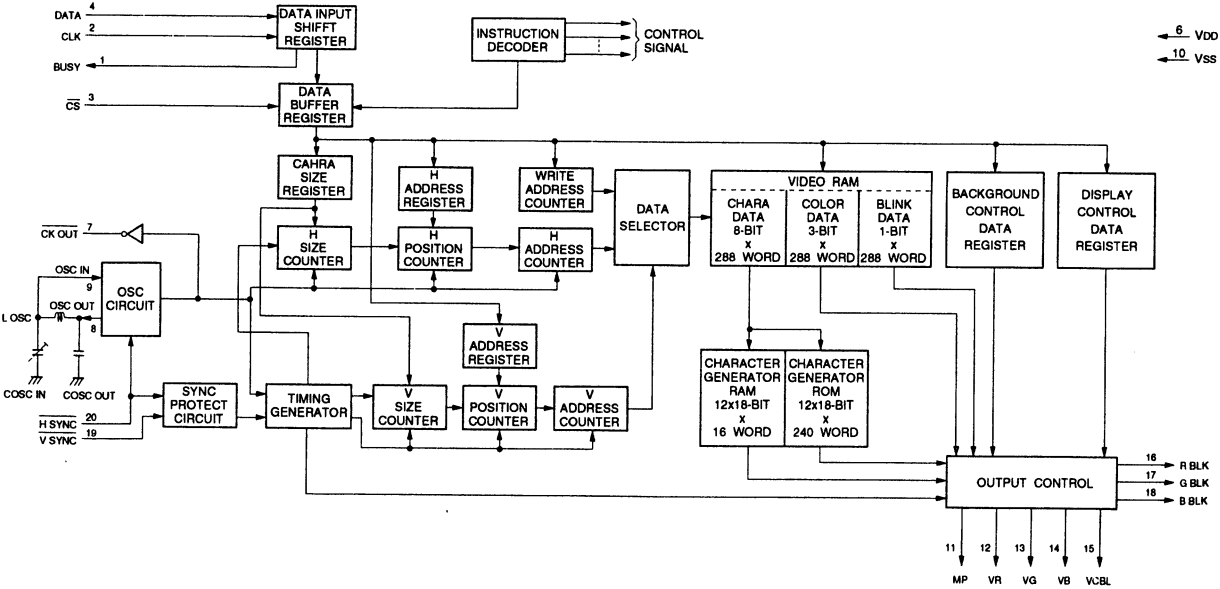 4
DATA
2
CLK
1
BUSY
3
CS
DATA INPUT
SHIFFT
REGISTER
DATA
BUFFER
REGISTER
INSTRUCTION
DECODER
CONTROL
SIGNAL
6
VDD
10
VSS
CAHRA
SIZE
REGISTER
H
ADDRESS
REGISTER
WRITE
ADDRESS
COUNTER
DATA
SELECTOR
VIDEO RAM
CHARA
DATA
8-BIT
x
288 WORD
COLOR
DATA
3-BIT
x
288 WORD
BLINK
DATA
1-BIT
x
288 WORD
BACKGROUND
CONTROL
DATA
REGISTER
DISPLAY
CONTROL
DATA
REGISTER
CK OUT
7
H
SIZE
COUNTER
H
POSITION
COUNTER
H
ADDRESS
COUNTER
OSC IN
9
OSC
CIRCUIT
OSC OUT
8
L OSC
COSC IN
COSC OUT
V
ADDRESS
REGISTER
H SYNC
20
V SYNC
19
SYNC
PROTECT
CIRCUIT
TIMING
GENERATOR
V
SIZE
COUNTER
V
POSITION
COUNTER
V
ADDRESS
COUNTER
CHARACTER
GENERATOR
RAM
12x18-BIT
x
16 WORD
CHARACTER
GENERATOR
ROM
12x18-BIT
x
240 WORD
OUTPUT CONTROL
16
R BLK
17
G BLK
18
B BLK
11
12
13
14
15
MP
VR
VG
VB
VCBL